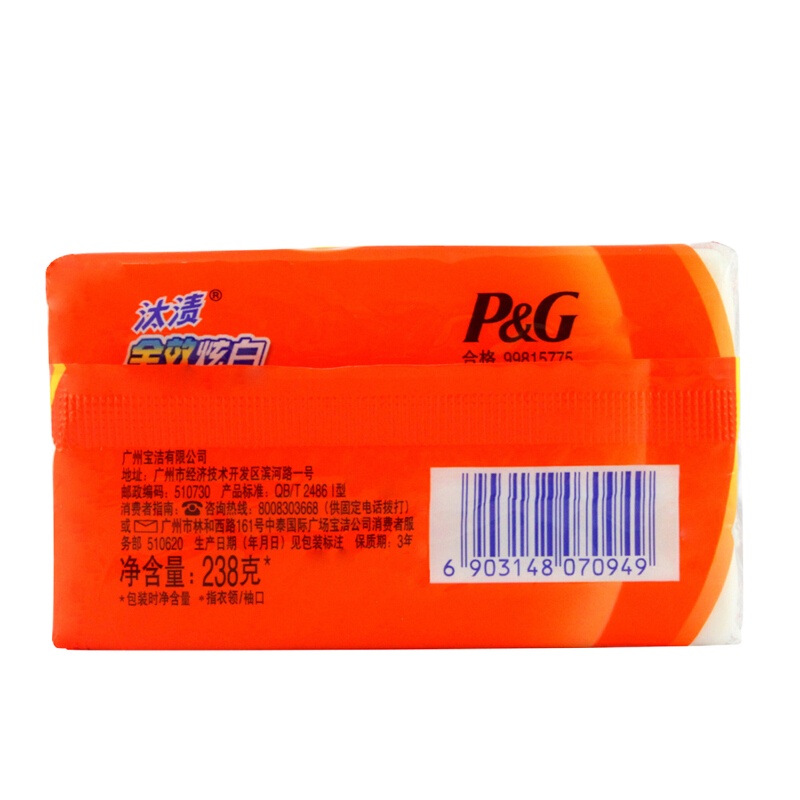 汰渍®
全效炫白
P&G
合格 99815775
广州宝洁有限公司
地址：广州市经济技术开发区滨河路一号
邮政编码：510730 产品标准：QB/T 2486 I型
消费者指南：☎咨询热线：8008303668（供固定电话拨打）
或✉广州市林和西路161号中泰国际广场宝洁公司消费者服
务部 510620 生产日期（年月日）见包装标注 保质期：3年
净含量：238克*
*包装时净含量 *指衣领/袖口
6 903148 070949